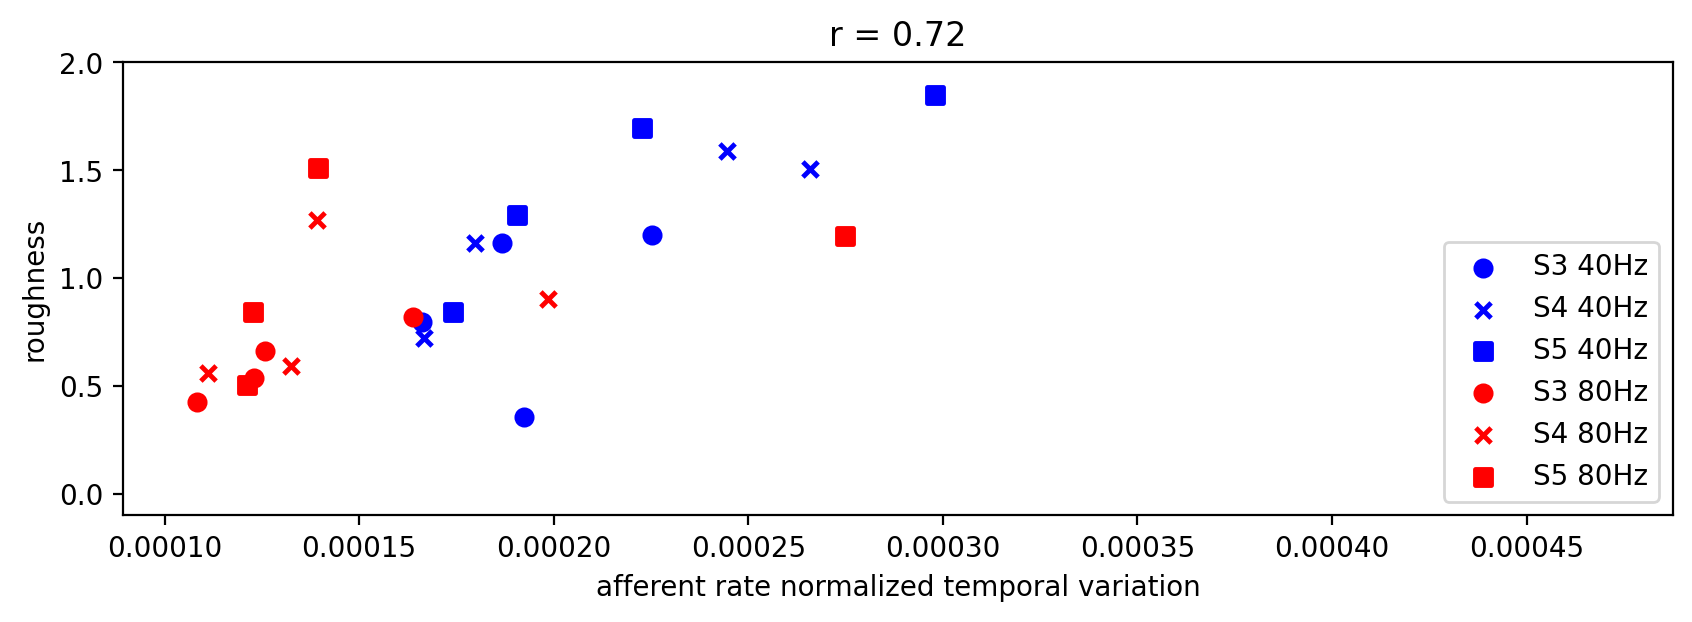 r = 0.72
2.0
1.5
1.0
0.5
0.0
roughness
S3 40Hz
S4 40Hz
S5 40Hz
S3 80Hz
S4 80Hz
S5 80Hz
0.00010 0.00015 0.00020 0.00025 0.00030 0.00035 0.00040 0.00045
afferent rate normalized temporal variation